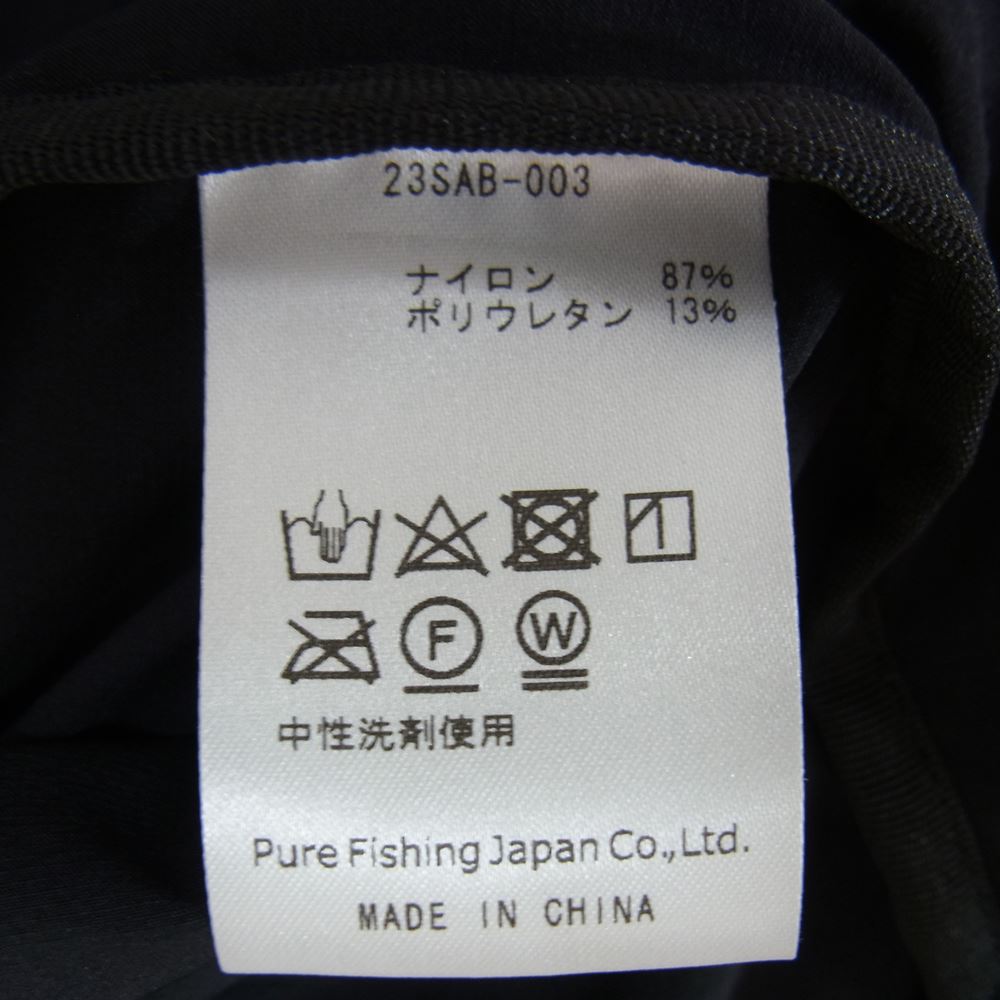 23SAB-003
ナイロン 87%
ポリウレタン 13%
F W
中性洗剤使用
Pure Fishing Japan Co.,Ltd.
MADE IN CHINA